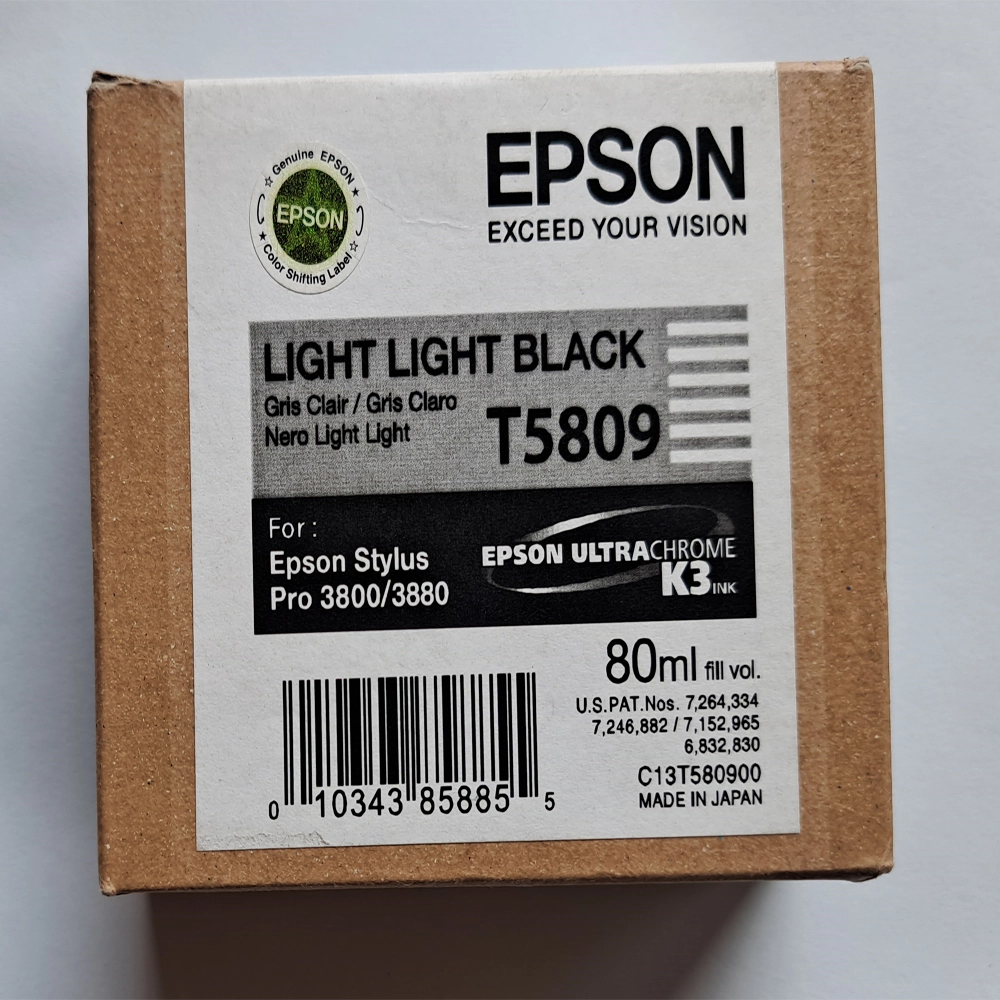 Genuine EPSON
EPSON
Color Shifting Label
EPSON
EXCEED YOUR VISION
LIGHT LIGHT BLACK
Gris Clair / Gris Claro
Nero Light Light
T5809
For :
Epson Stylus
Pro 3800/3880
EPSON ULTRACHROME
K3 INK
80ml fill vol.
U.S.PAT.Nos. 7,264,334
7,246,882 / 7,152,965
6,832,830
C13T580900
MADE IN JAPAN
0 10343 85885 5